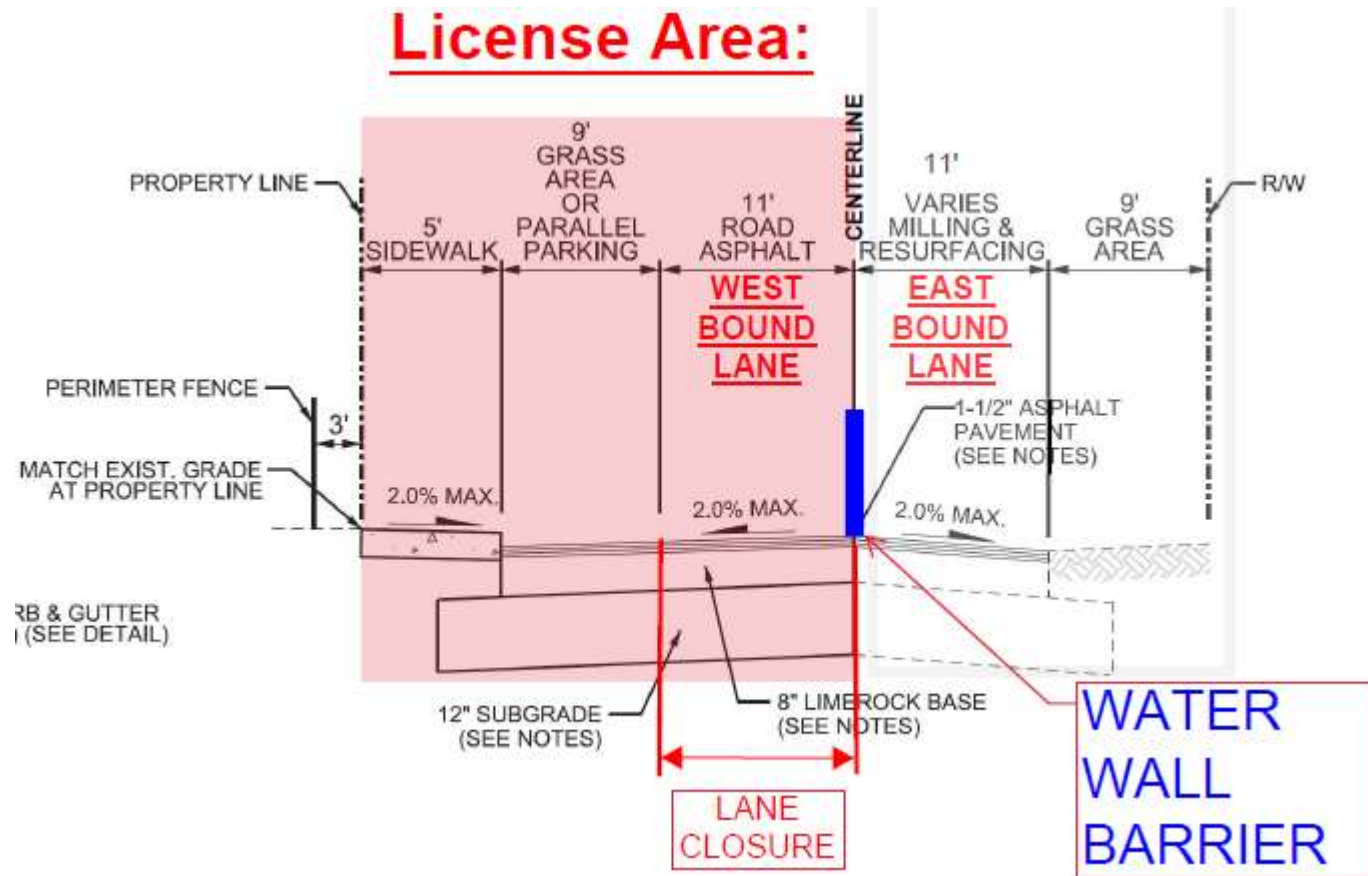 License Area:
PROPERTY LINE
5'
SIDEWALK
9'
GRASS
AREA
OR
PARALLEL
PARKING
11'
ROAD
ASPHALT
CENTERLINE
11'
VARIES
MILLING &
RESURFACING
9'
GRASS
AREA
R/W
WEST
BOUND
LANE
EAST
BOUND
LANE
PERIMETER FENCE
3'
MATCH EXIST. GRADE
AT PROPERTY LINE
2.0% MAX.
2.0% MAX.
2.0% MAX.
1-1/2" ASPHALT
PAVEMENT
(SEE NOTES)
RB & GUTTER
(SEE DETAIL)
12" SUBGRADE
(SEE NOTES)
8" LIMEROCK BASE
(SEE NOTES)
LANE
CLOSURE
WATER
WALL
BARRIER